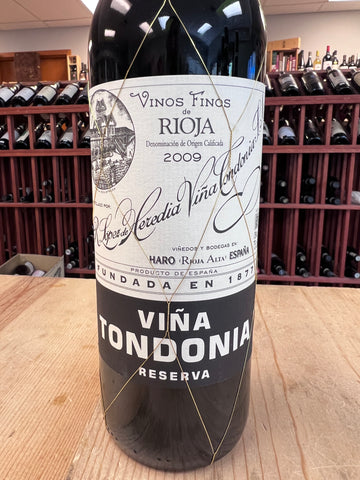 VINOS FINOS
de
RIOJA
Denominación de Origen Calificada
2009
López de Heredia Viña Tondonia
VIÑEDOS Y BODEGAS EN
HARO (RIOJA ALTA) ESPAÑA
PRODUCTO DE ESPAÑA
FUNDADA EN 1877
VIÑA
TONDONIA
RESERVA